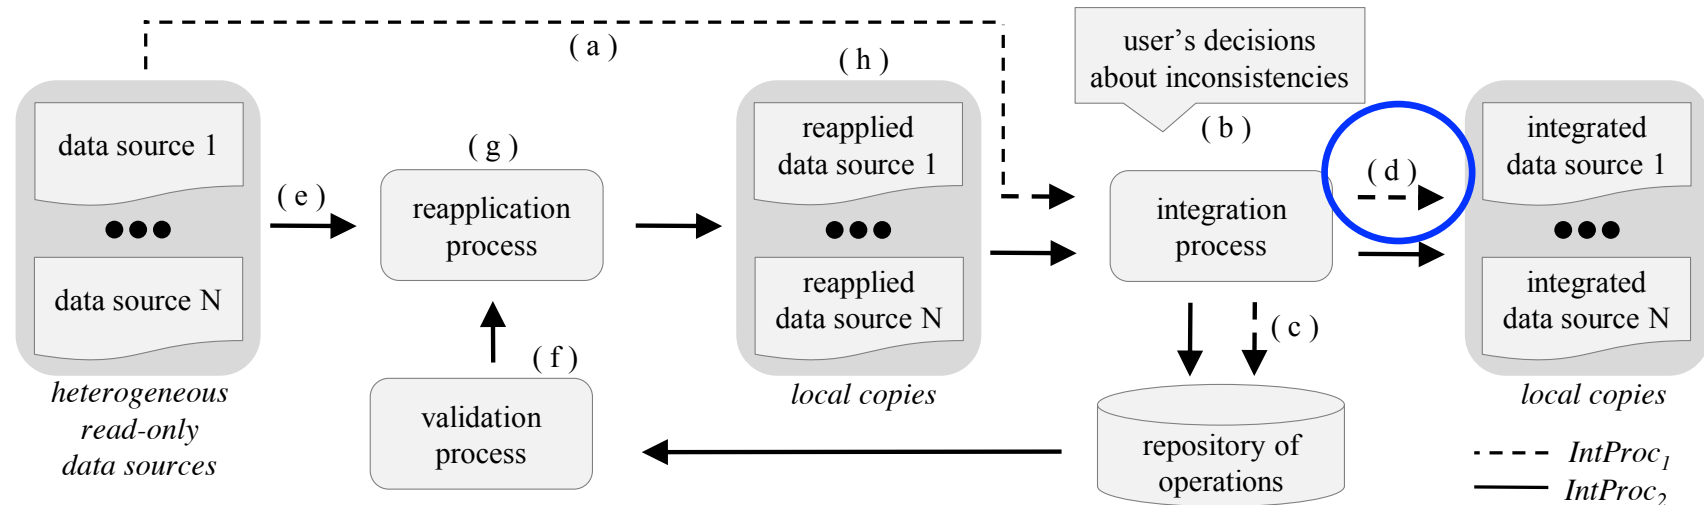 ( a )
user's decisions
about inconsistencies
( h )
data source 1
reapplied
data source 1
( b )
integrated
data source 1
( g )
( d )
( e )
reapplication
process
integration
process
data source N
reapplied
data source N
integrated
data source N
( c )
( f )
heterogeneous
read-only
data sources
local copies
local copies
validation
process
repository of
operations
IntProc₁
IntProc₂